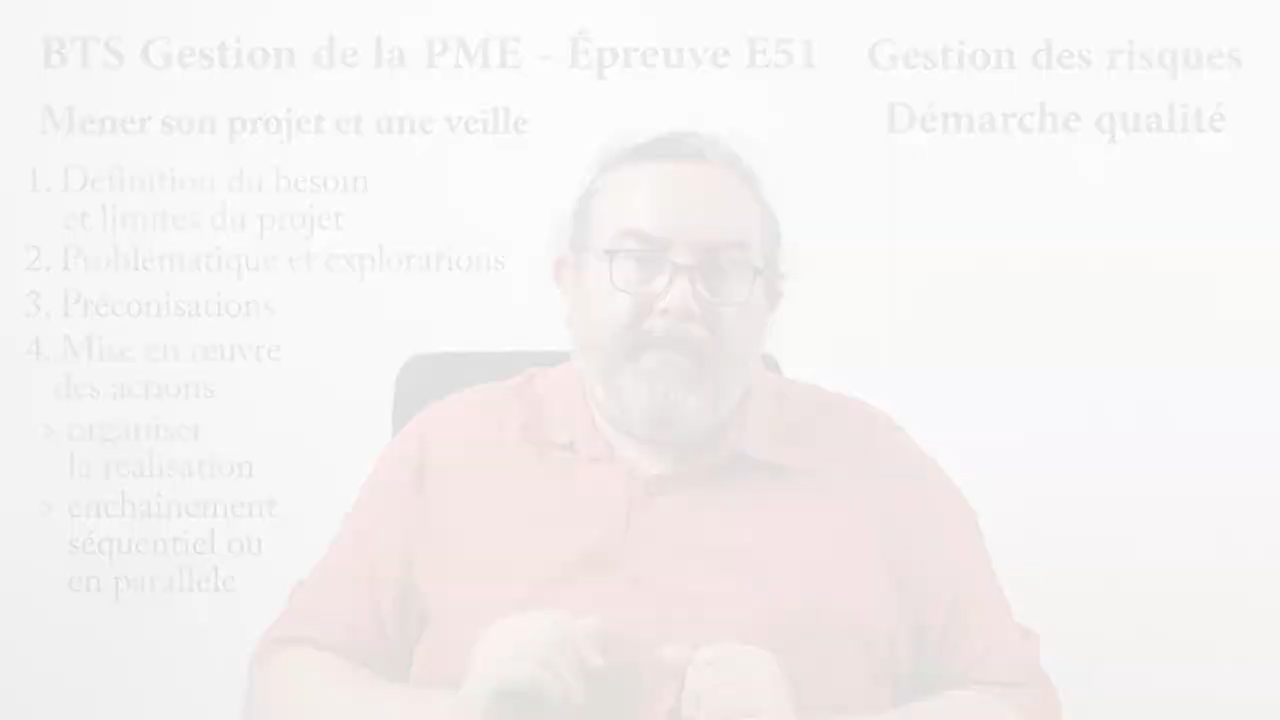 BTS Gestion de la PME - Épreuve E51
Gestion des risques
Mener son projet et une veille
Démarche qualité
1. Définition du besoin
et limites du projet
2. Problématique et explorations
3. Préconisations
4. Mise en œuvre
des actions
> organiser
la réalisation
> enchaînement
séquentiel ou
en parallèle